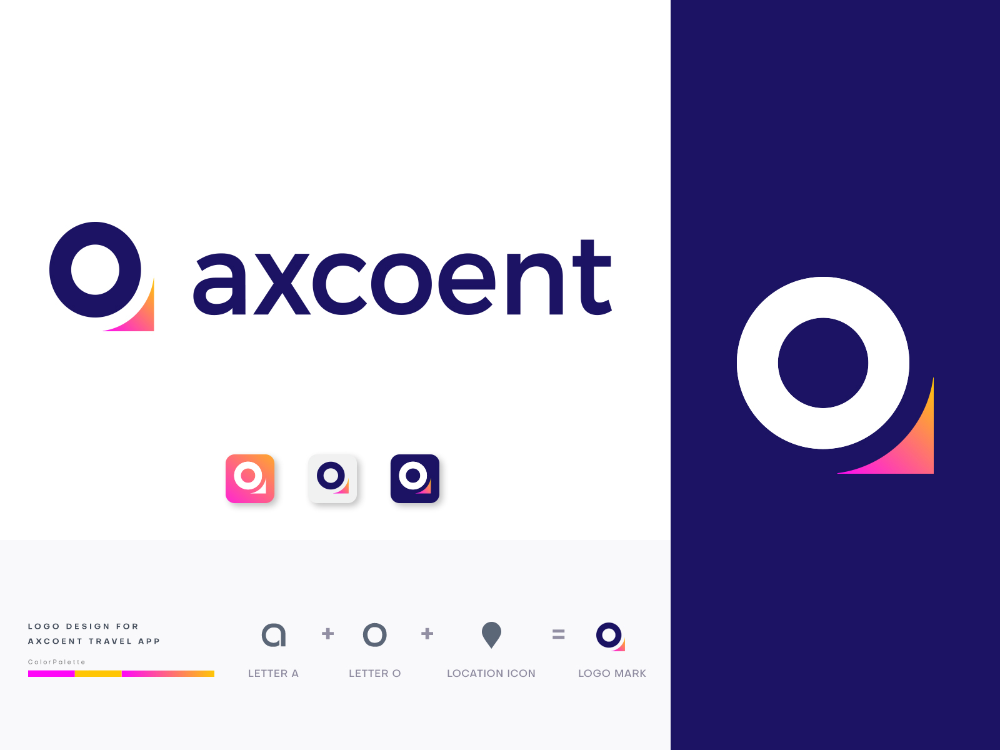 axcoent
LOGO DESIGN FOR
AXCOENT TRAVEL APP
ColorPalette
a + o + =
LETTER A LETTER O LOCATION ICON LOGO MARK